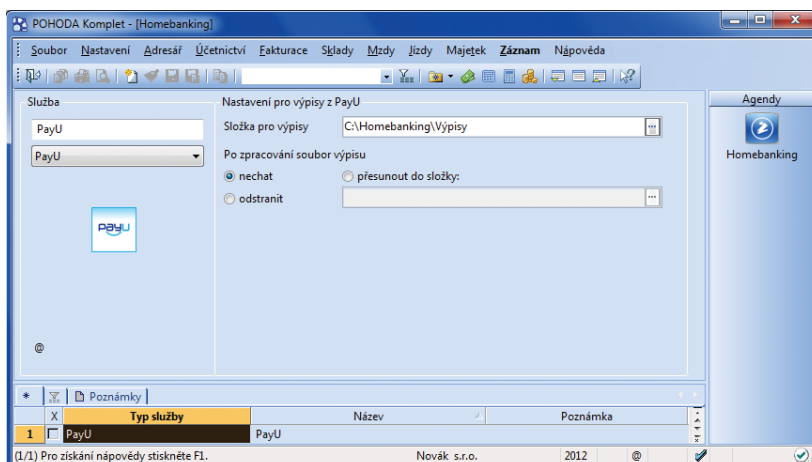 POHODA Komplet - [Homebanking]
Soubor Nastavení Adresář Účetnictví Fakturace Sklady Mzdy Jízdy Majetek Záznam Nápověda
Služba
Nastavení pro výpisy z PayU
Agendy
PayU
Složka pro výpisy C:\Homebanking\Výpisy ...
PayU
Po zpracování soubor výpisu
Homebanking
nechat přesunout do složky:
odstranit ...
PayU
@
* Poznámky
X Typ služby Název Poznámka
1 PayU PayU
(1/1) Pro získání nápovědy stiskněte F1. Novák s.r.o. 2012 @